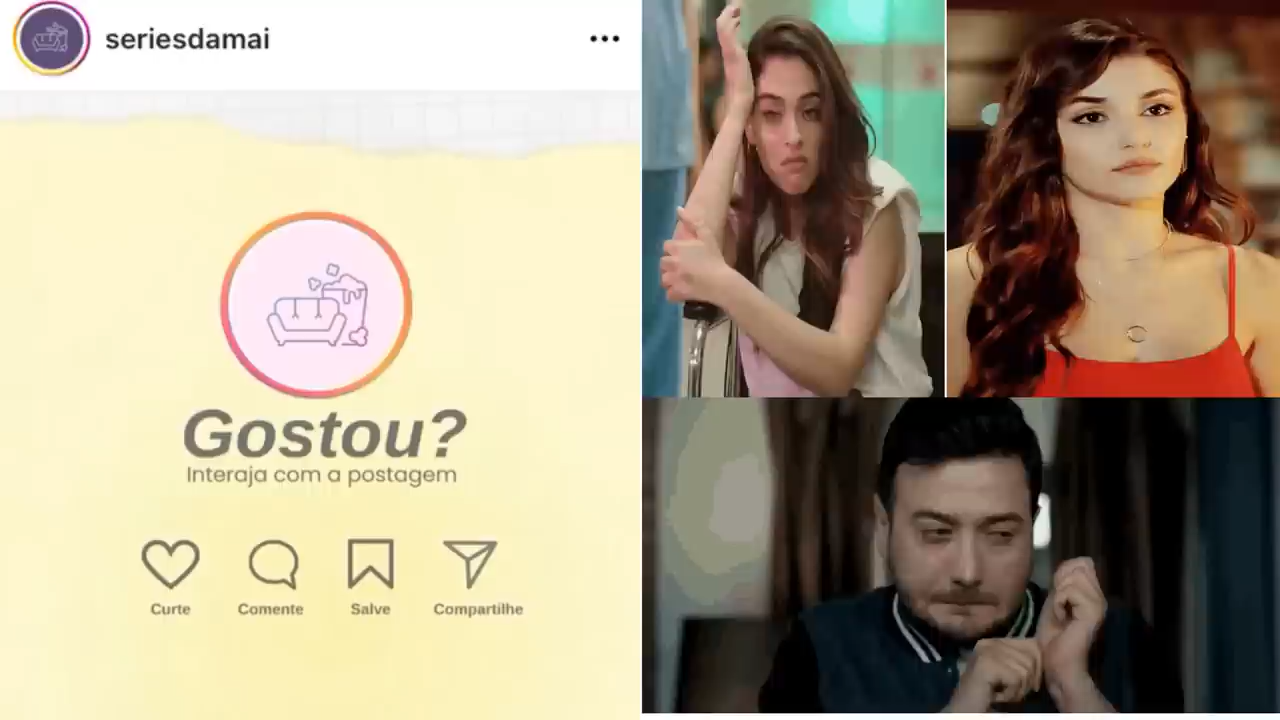 seriesdamai
Gostou?
Interaja com a postagem
Curte
Comente
Salve
Compartilhe